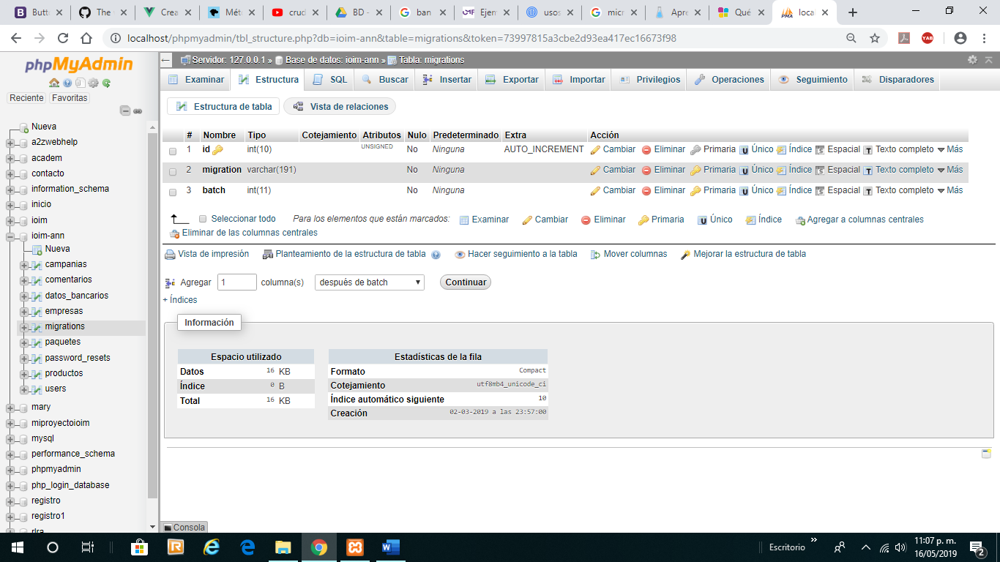 Butt
The
Crea
Mét
crud
BD -
ban
Ejen
usos
micr
Apre
Qué
loca
localhost/phpmyadmin/tbl_structure.php?db=ioim-ann&table=migrations&token=73997815a3cbe2d93ea417ec16673f98
phpMyAdmin
Reciente Favoritas
Nueva
a2zwebhelp
academ
contacto
information_schema
inicio
ioim
ioim-ann
Nueva
campanias
comentarios
datos_bancarios
empresas
migrations
paquetes
password_resets
productos
users
mary
miproyectoioim
mysql
performance_schema
phpmyadmin
php_login_database
registro
registro1
Servidor: 127.0.0.1 » Base de datos: ioim-ann » Tabla: migrations
Examinar Estructura SQL Buscar Insertar Exportar Importar Privilegios Operaciones Seguimiento Disparadores
Estructura de tabla Vista de relaciones
# Nombre Tipo Cotejamiento Atributos Nulo Predeterminado Extra Acción
1 id int(10) UNSIGNED No Ninguna AUTO_INCREMENT Cambiar Eliminar Primaria Único Índice Espacial Texto completo Más
2 migration varchar(191) No Ninguna Cambiar Eliminar Primaria Único Índice Espacial Texto completo Más
3 batch int(11) No Ninguna Cambiar Eliminar Primaria Único Índice Espacial Texto completo Más
Seleccionar todo Para los elementos que están marcados: Examinar Cambiar Eliminar Primaria Único Índice Agregar a columnas centrales
Eliminar de las columnas centrales
Vista de impresión Planteamiento de la estructura de tabla Hacer seguimiento a la tabla Mover columnas Mejorar la estructura de tabla
Agregar 1 columna(s) después de batch Continuar
+ Índices
Información
Espacio utilizado
Datos 16 KB
Índice 0 B
Total 16 KB
Estadísticas de la fila
Formato Compact
Cotejamiento utf8mb4_unicode_ci
Índice automático siguiente 10
Creación 02-03-2019 a las 23:57:00
Consola
Escritorio
11:07 p. m.
16/05/2019
2